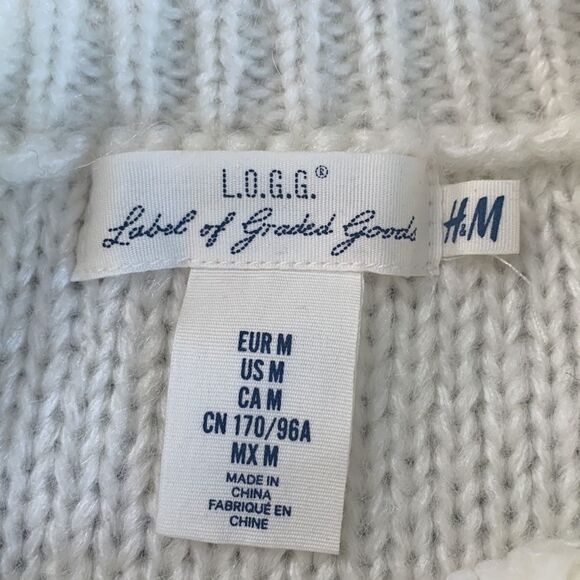 L.O.G.G.®
Label of Graded Goods
H&M
EUR M
US M
CA M
CN 170/96A
MX M
MADE IN
CHINA
FABRIQUÉ EN
CHINE